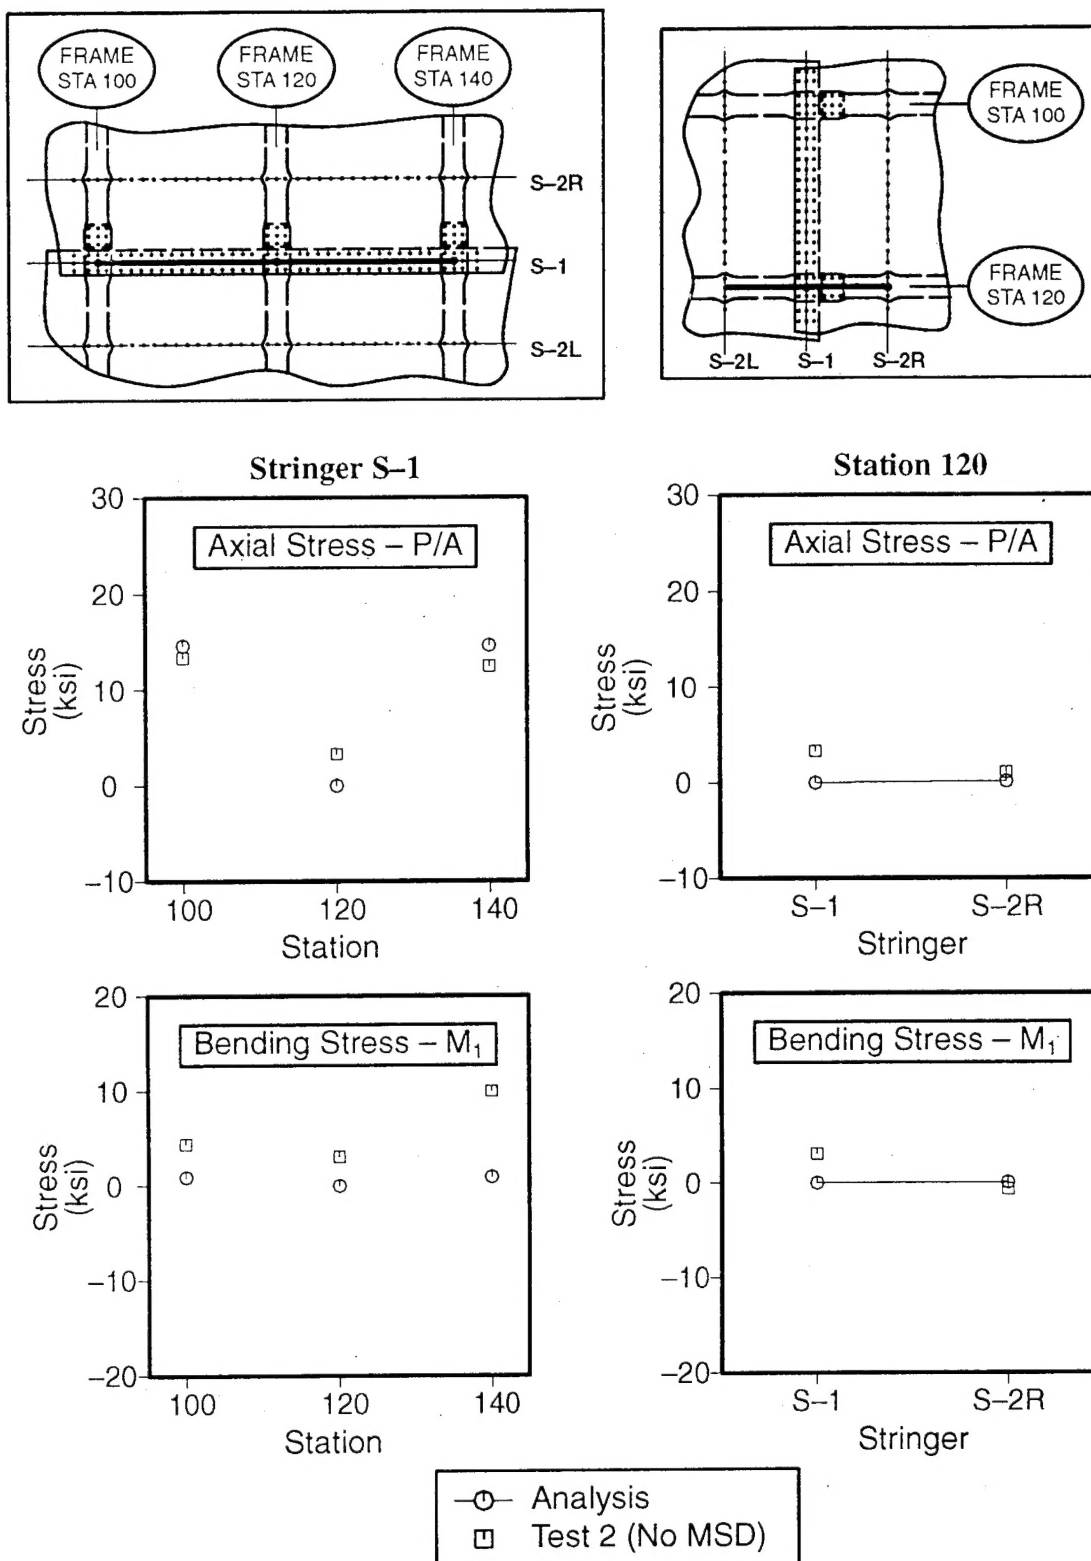 FRAME
STA 100
FRAME
STA 120
FRAME
STA 140
S–2R
S–1
S–2L
FRAME
STA 100
FRAME
STA 120
S–2L
S–1
S–2R
Stringer S–1
Axial Stress – P/A
30
20
10
0
–10
Stress
(ksi)
100
120
140
Station
Station 120
Axial Stress – P/A
30
20
10
0
–10
Stress
(ksi)
S–1
S–2R
Stringer
Bending Stress – M₁
20
10
0
–10
–20
Stress
(ksi)
100
120
140
Station
Bending Stress – M₁
20
10
0
–10
–20
Stress
(ksi)
S–1
S–2R
Stringer
Analysis
Test 2 (No MSD)